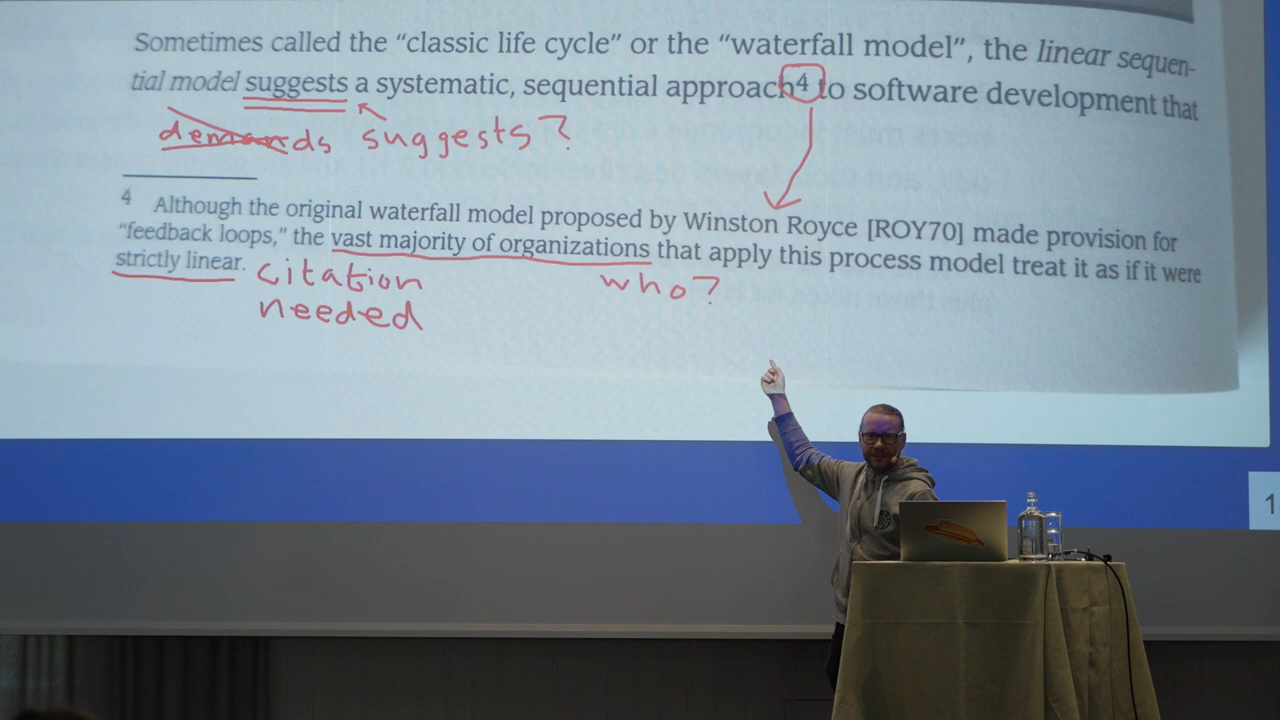 Sometimes called the “classic life cycle” or the “waterfall model”, the linear sequen-
tial model suggests a systematic, sequential approach4 to software development that
demands suggests?
4 Although the original waterfall model proposed by Winston Royce [ROY70] made provision for
“feedback loops,” the vast majority of organizations that apply this process model treat it as if it were
strictly linear.
citation
needed
who?
1